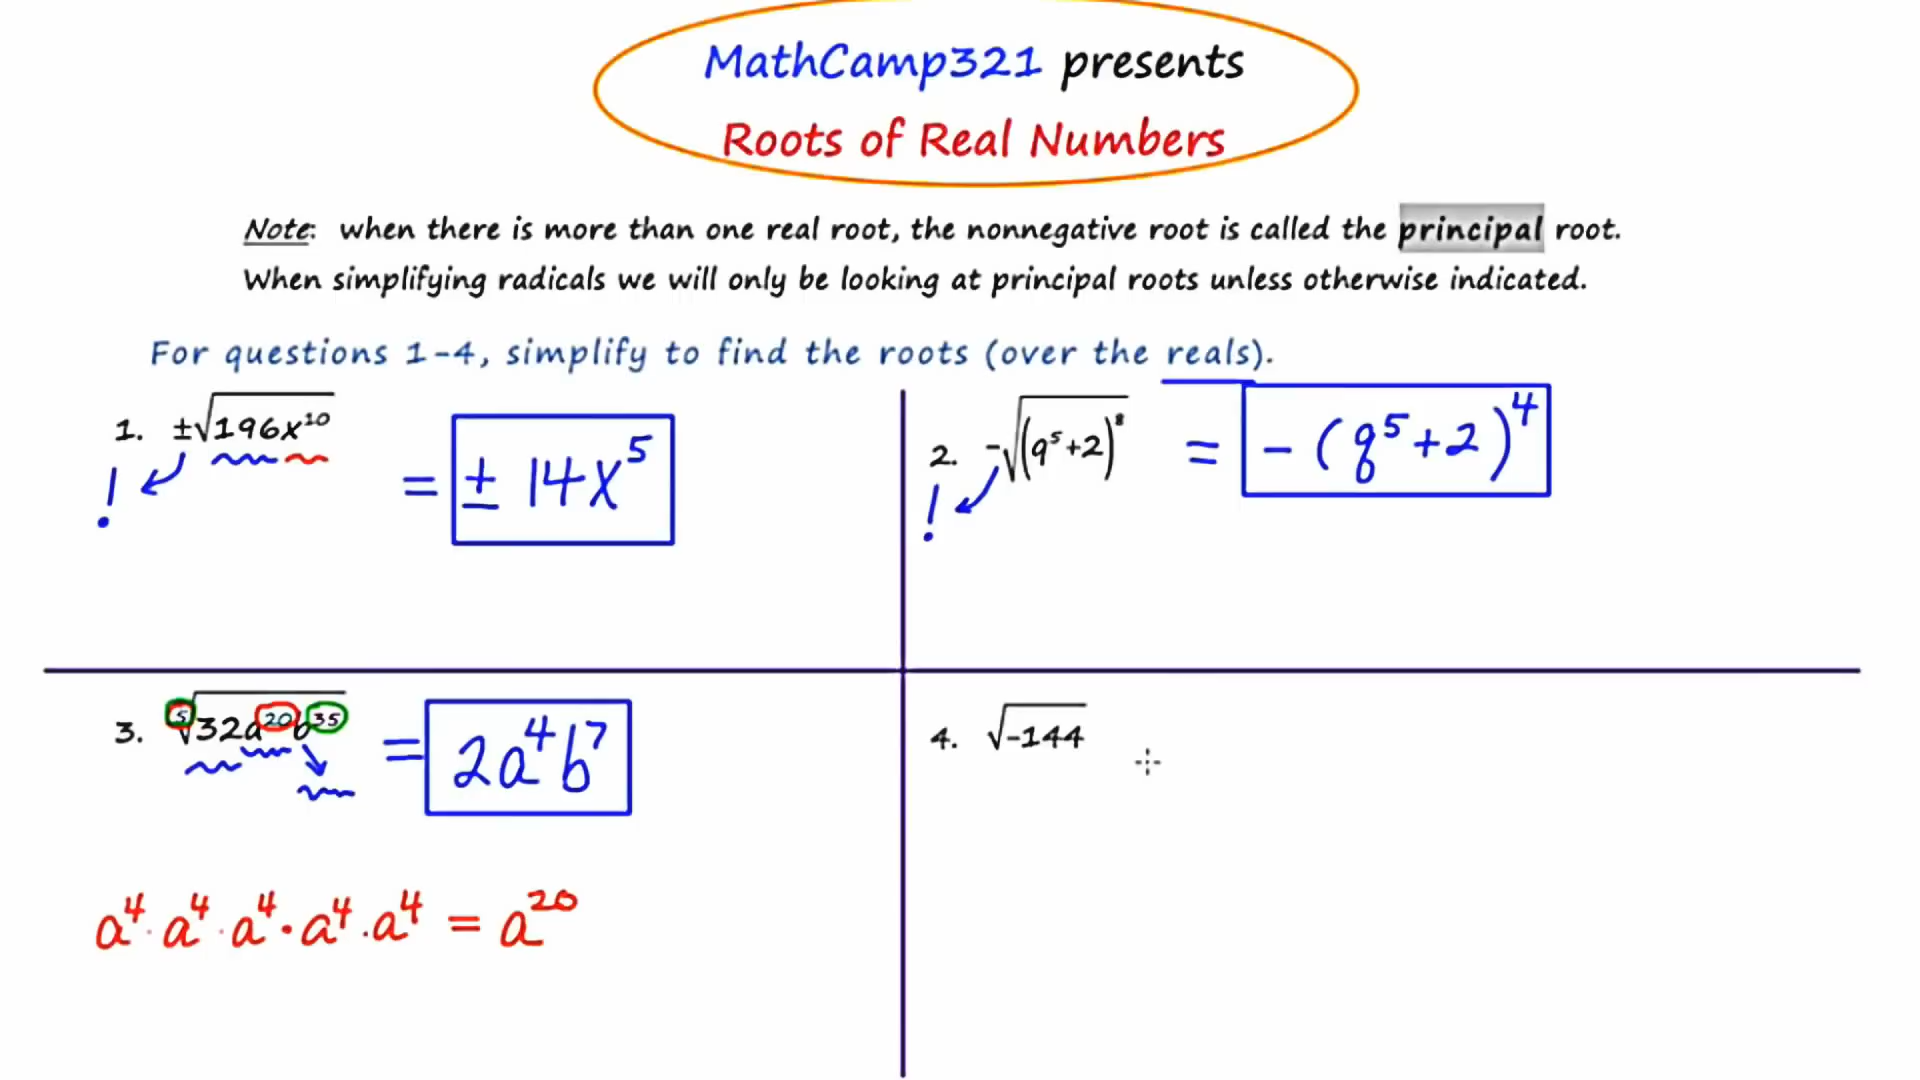 MathCamp321 presents
Roots of Real Numbers
Note: when there is more than one real root, the nonnegative root is called the principal root.
When simplifying radicals we will only be looking at principal roots unless otherwise indicated.
For questions 1-4, simplify to find the roots (over the reals).
1. ±√196x¹⁰ = ± 14x⁵
!
2. -√(q⁵+2)⁸ = - (q⁵+2)⁴
!
3. ⁵√32a²⁰b³⁵ = 2a⁴b⁷
a⁴·a⁴·a⁴·a⁴·a⁴ = a²⁰
4. √-144